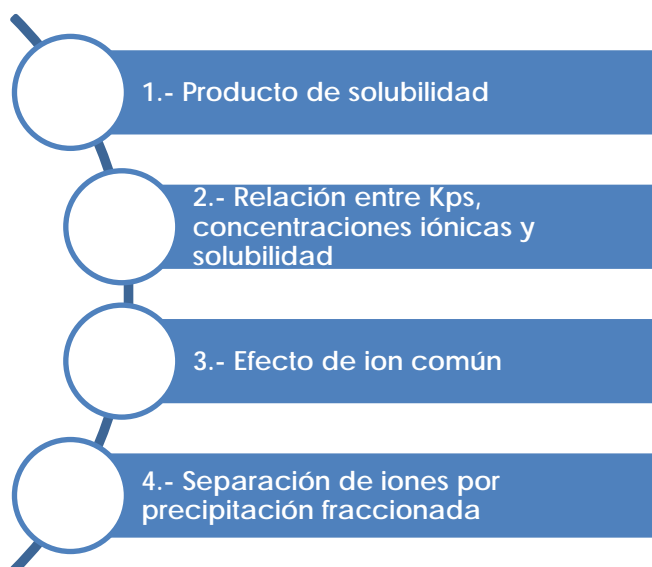 1.- Producto de solubilidad
2.- Relación entre Kps,
concentraciones iónicas y
solubilidad
3.- Efecto de ion común
4.- Separación de iones por
precipitación fraccionada